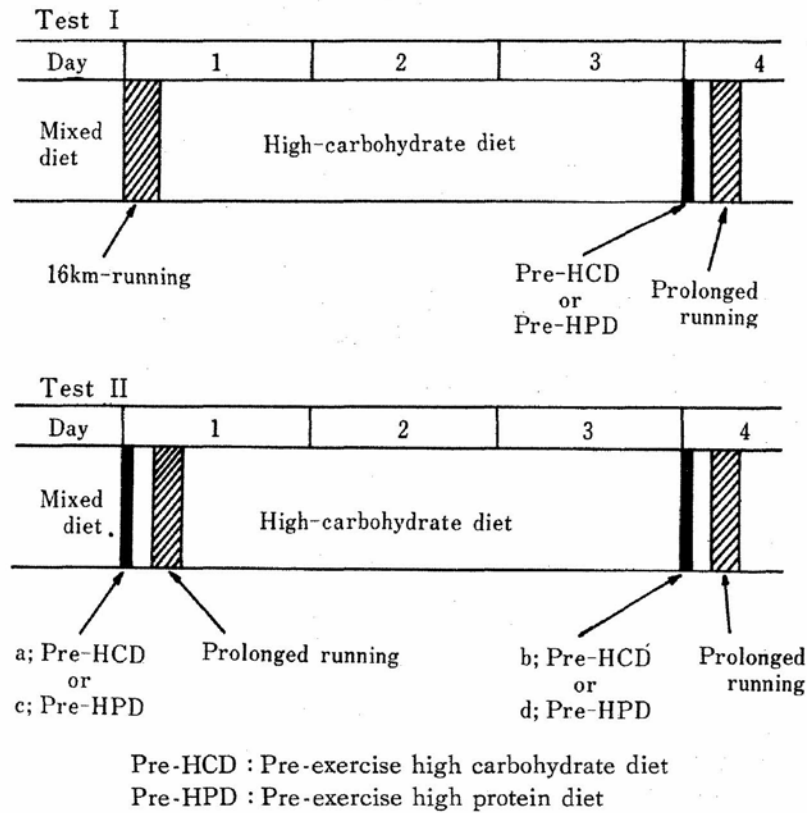 Test I
Day 1 2 3 4
Mixed
diet
High-carbohydrate diet
16km-running
Pre-HCD
or
Pre-HPD
Prolonged
running
Test II
Day 1 2 3 4
Mixed
diet.
High-carbohydrate diet
a; Pre-HCD
or
c; Pre-HPD
Prolonged running
b; Pre-HCD
or
d; Pre-HPD
Prolonged
running
Pre-HCD : Pre-exercise high carbohydrate diet
Pre-HPD : Pre-exercise high protein diet